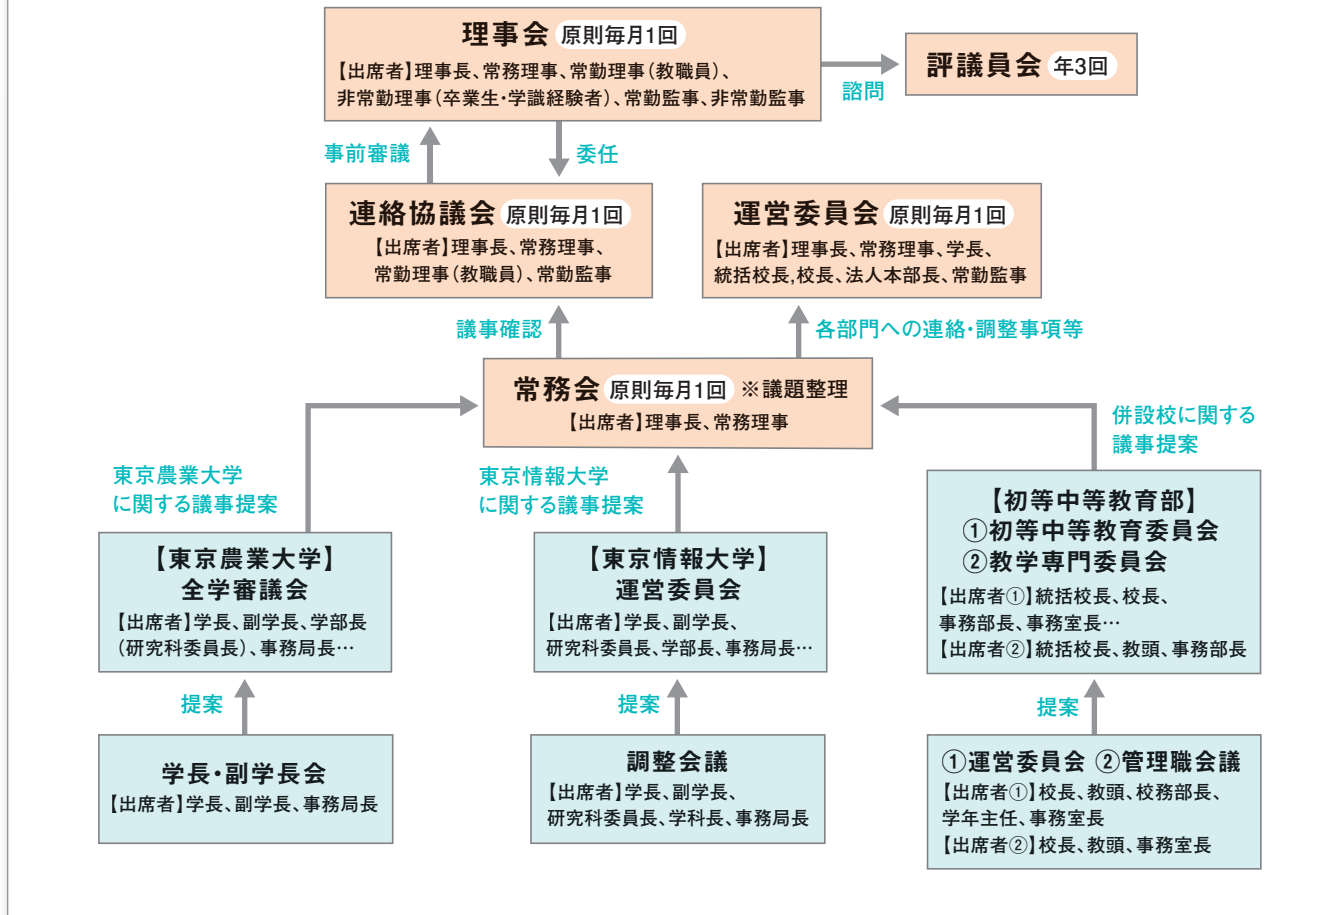 理事会 原則毎月1回
【出席者】理事長、常務理事、常勤理事（教職員）、
非常勤理事（卒業生・学識経験者）、常勤監事、非常勤監事
評議員会 年3回
諮問
事前審議
委任
連絡協議会 原則毎月1回
【出席者】理事長、常務理事、
常勤理事（教職員）、常勤監事
運営委員会 原則毎月1回
【出席者】理事長、常務理事、学長、
統括校長,校長、法人本部長、常勤監事
議事確認
各部門への連絡・調整事項等
常務会 原則毎月1回 ※議題整理
【出席者】理事長、常務理事
東京農業大学
に関する議事提案
東京情報大学
に関する議事提案
併設校に関する
議事提案
【東京農業大学】
全学審議会
【出席者】学長、副学長、学部長
（研究科委員長）、事務局長…
【東京情報大学】
運営委員会
【出席者】学長、副学長、
研究科委員長、学部長、事務局長…
【初等中等教育部】
①初等中等教育委員会
②教学専門委員会
【出席者①】統括校長、校長、
事務部長、事務室長…
【出席者②】統括校長、教頭、事務部長
提案
提案
提案
学長・副学長会
【出席者】学長、副学長、事務局長
調整会議
【出席者】学長、副学長、
研究科委員長、学科長、事務局長
①運営委員会 ②管理職会議
【出席者①】校長、教頭、校務部長、
学年主任、事務室長
【出席者②】校長、教頭、事務室長